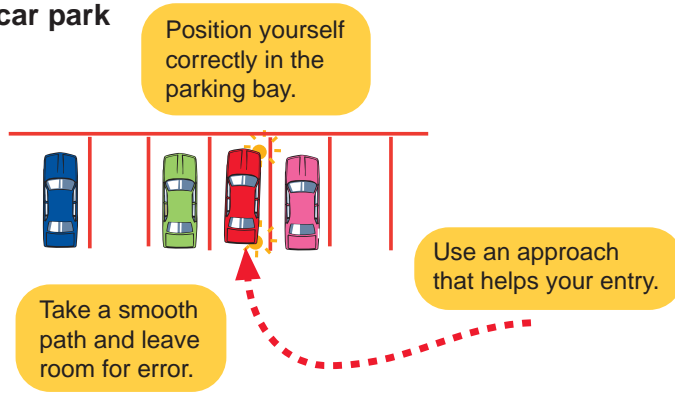 car park
Position yourself
correctly in the
parking bay.
Use an approach
that helps your entry.
Take a smooth
path and leave
room for error.